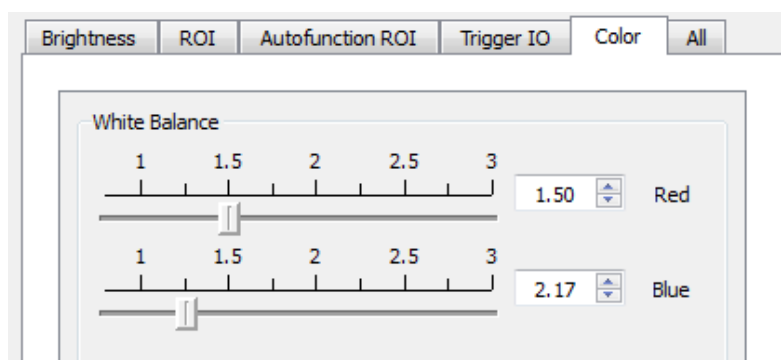 Brightness ROI Autofunction ROI Trigger IO Color All
White Balance
1 1.5 2 2.5 3
1.50 Red
1 1.5 2 2.5 3
2.17 Blue